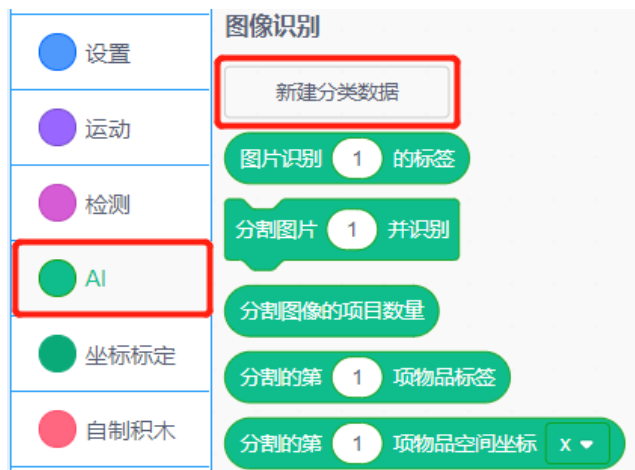 设置
运动
检测
AI
坐标标定
自制积木
图像识别
新建分类数据
图片识别 1 的标签
分割图片 1 并识别
分割图像的项目数量
分割的第 1 项物品标签
分割的第 1 项物品空间坐标 x